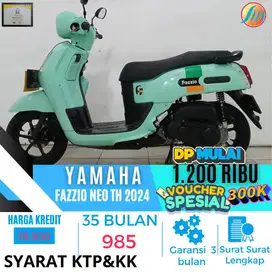 Fazzio
DP MULAI
YAMAHA
1.200 RIBU
FAZZIO NEO TH 2024
VOUCHER
SPESIAL
300K
HARGA KREDIT
35 BULAN
985
Garansi 3 bulan
Surat Surat
Lengkap
SYARAT KTP&KK